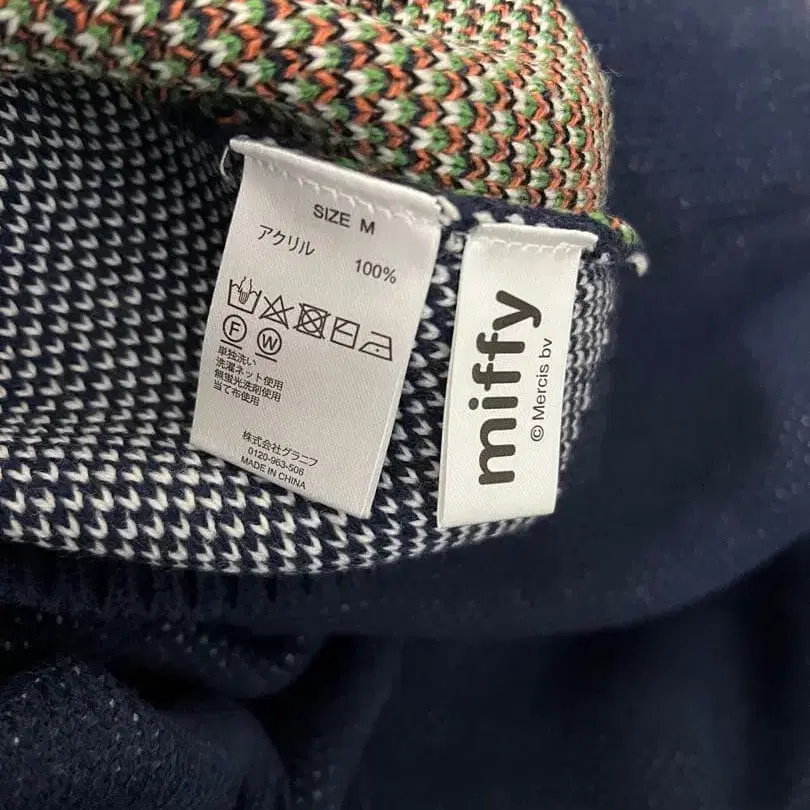 SIZE M
アクリル 100%
F W
単独洗い
洗濯ネット使用
無蛍光洗剤使用
当て布使用
株式会社グラニフ
0120-963-506
MADE IN CHINA
miffy
© Mercis bv